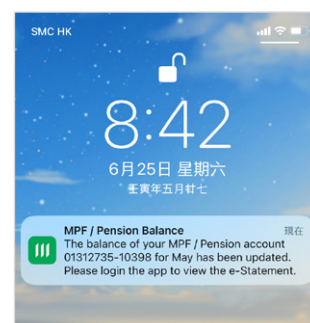 SMC HK
8:42
6月25日 星期六
壬寅年五月廿七
MPF / Pension Balance 現在
The balance of your MPF / Pension account
01312735-10398 for May has been updated.
Please login the app to view the e-Statement.